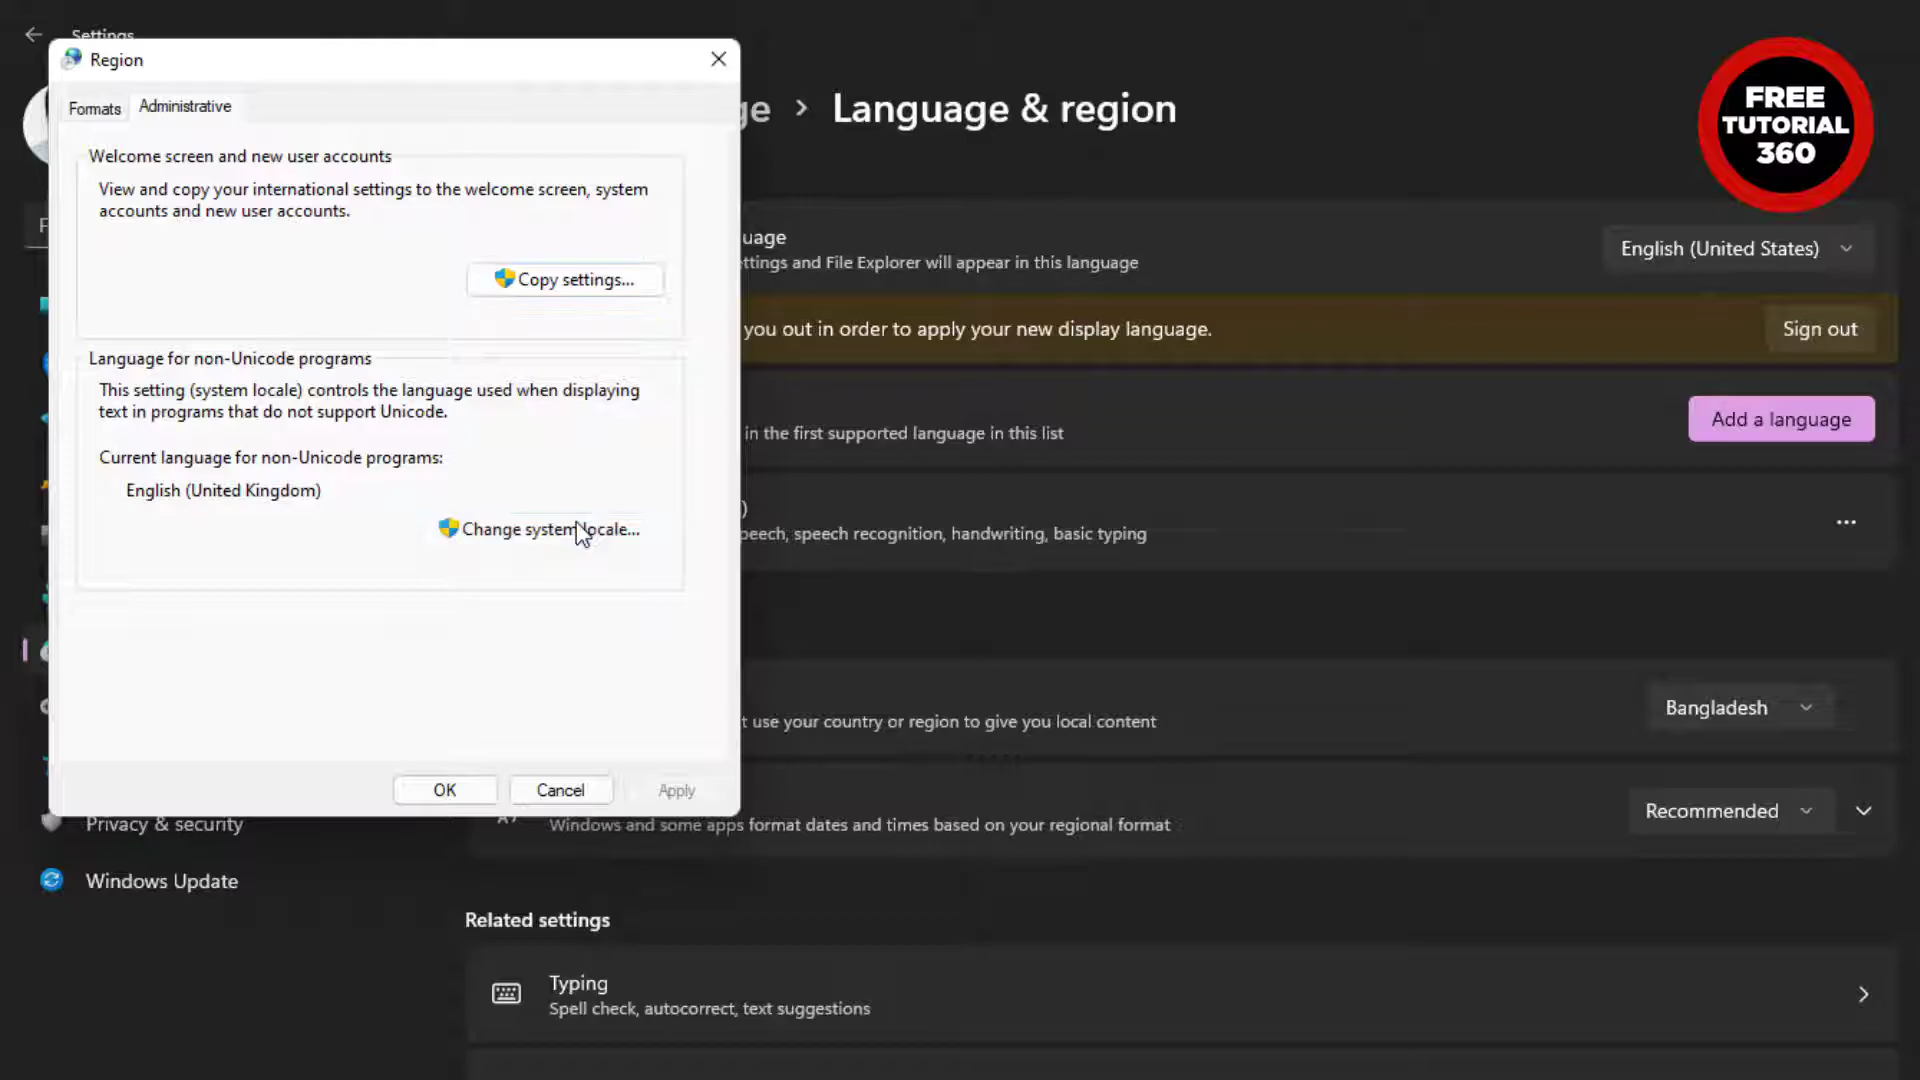 Settings
Region
Formats
Administrative
Welcome screen and new user accounts
View and copy your international settings to the welcome screen, system
accounts and new user accounts.
Copy settings...
Language for non-Unicode programs
This setting (system locale) controls the language used when displaying
text in programs that do not support Unicode.
Current language for non-Unicode programs:
English (United Kingdom)
Change system locale...
OK
Cancel
Apply
ge > Language & region
FREE
TUTORIAL
360
uage
ttings and File Explorer will appear in this language
English (United States)
you out in order to apply your new display language.
Sign out
in the first supported language in this list
Add a language
)
peech, speech recognition, handwriting, basic typing
t use your country or region to give you local content
Bangladesh
Windows and some apps format dates and times based on your regional format
Recommended
Privacy & security
Windows Update
Related settings
Typing
Spell check, autocorrect, text suggestions